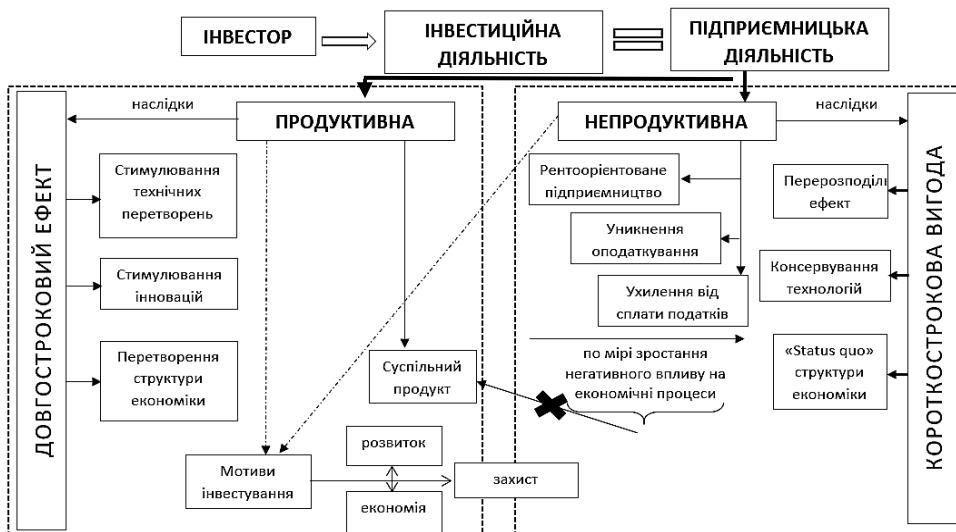 ІНВЕСТОР
ІНВЕСТИЦІЙНА
ДІЯЛЬНІСТЬ
ПІДПРИЄМНИЦЬКА
ДІЯЛЬНІСТЬ
ДОВГОСТРОКОВИЙ ЕФЕКТ
наслідки
ПРОДУКТИВНА
Стимулювання
технічних
перетворень
Стимулювання
інновацій
Перетворення
структури
економіки
Суспільний
продукт
Мотиви
інвестування
розвиток
економія
захист
НЕПРОДУКТИВНА
наслідки
Рентоорієнтоване
підприємництво
Уникнення
оподаткування
Ухилення від
сплати податків
по мірі зростання
негативного впливу на
економічні процеси
Перерозподіль
ефект
Консервування
технологій
«Status quo»
структури
економіки
КОРОТКОСТРОКОВА ВИГОДА